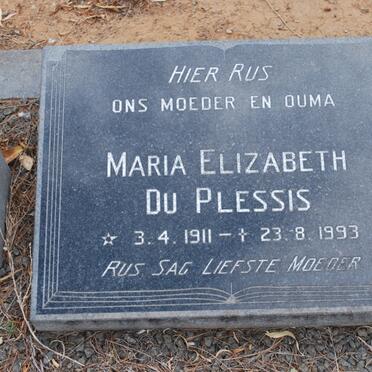 HIER RUS
ONS MOEDER EN OUMA
MARIA ELIZABETH
DU PLESSIS
☆ 3.4.1911 – ✝ 23.8.1993
RUS SAG LIEFSTE MOEDER